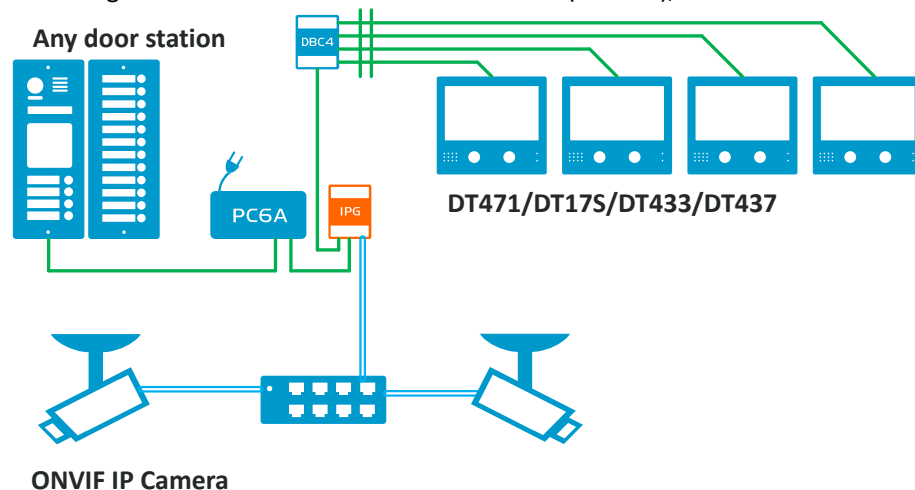 Any door station
DBC4
DT471/DT17S/DT433/DT437
PC6A
IPG
ONVIF IP Camera